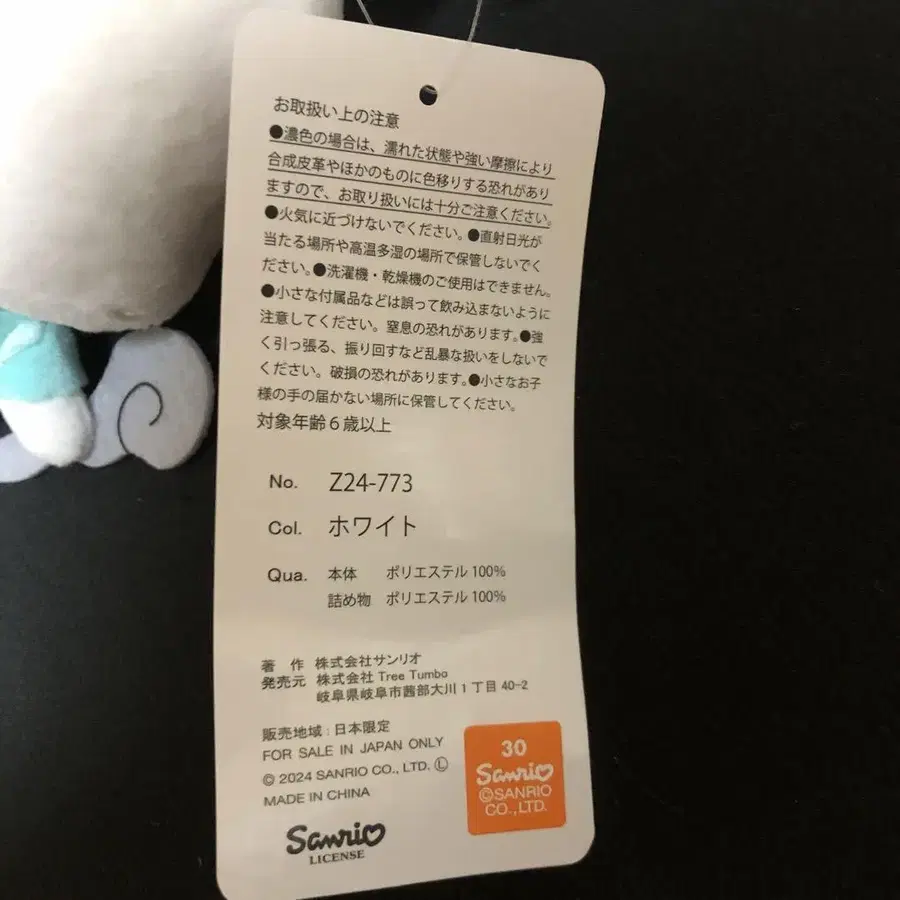 お取扱い上の注意
●濃色の場合は、濡れた状態や強い摩擦により
合成皮革やほかのものに色移りする恐れがあり
ますので、お取り扱いには十分ご注意ください。
●火気に近づけないでください。●直射日光が
当たる場所や高温多湿の場所で保管しないでく
ださい。●洗濯機・乾燥機のご使用はできません。
●小さな付属品などは誤って飲み込まないように
注意してください。窒息の恐れがあります。●強
く引っ張る、振り回すなど乱暴な扱いをしないで
ください。破損の恐れがあります。●小さなお子
様の手の届かない場所に保管してください。
対象年齢6歳以上
No. Z24-773
Col. ホワイト
Qua. 本体 ポリエステル100%
詰め物 ポリエステル100%
著 作 株式会社サンリオ
発売元 株式会社 Tree Tumbo
岐阜県岐阜市茜部大川1丁目40-2
販売地域:日本限定
FOR SALE IN JAPAN ONLY
© 2024 SANRIO CO., LTD. Ⓛ
MADE IN CHINA
Sanrio
LICENSE
30
Sanrio
©SANRIO
CO.,LTD.